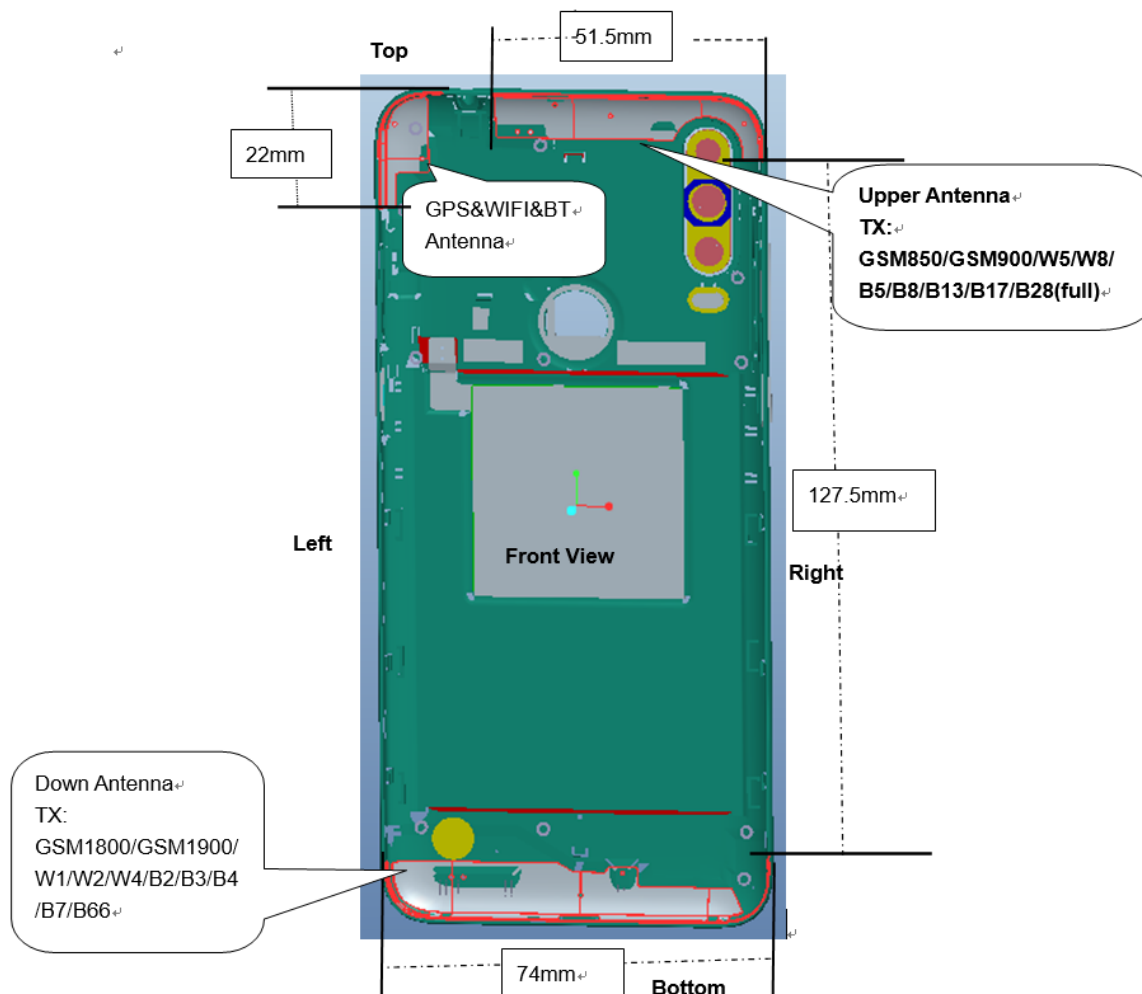 51.5mm
Top
22mm
GPS&WIFI&BT
Antenna
Upper Antenna
TX:
GSM850/GSM900/W5/W8/
B5/B8/B13/B17/B28(full)
127.5mm
Left
Front View
Right
Down Antenna
TX:
GSM1800/GSM1900/
W1/W2/W4/B2/B3/B4
/B7/B66
74mm
Bottom